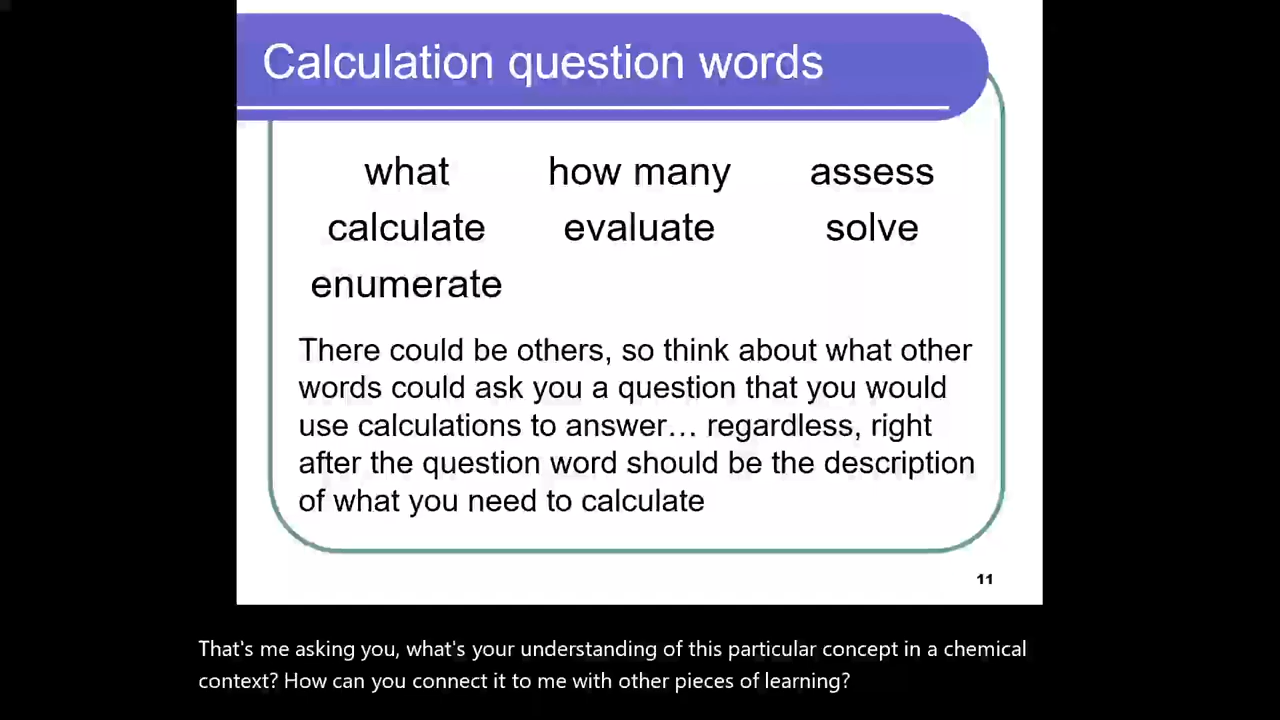 Calculation question words
what how many assess
calculate evaluate solve
enumerate
There could be others, so think about what other
words could ask you a question that you would
use calculations to answer… regardless, right
after the question word should be the description
of what you need to calculate
11
That's me asking you, what's your understanding of this particular concept in a chemical
context? How can you connect it to me with other pieces of learning?